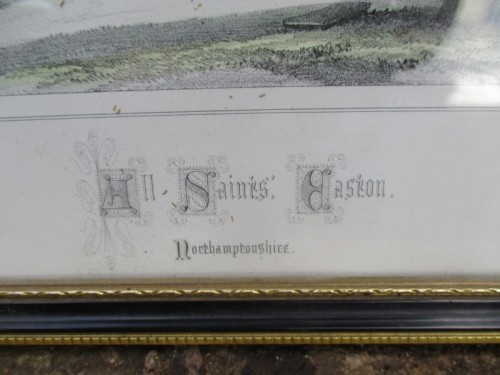 All Saints', Easton.
Northamptonshire.